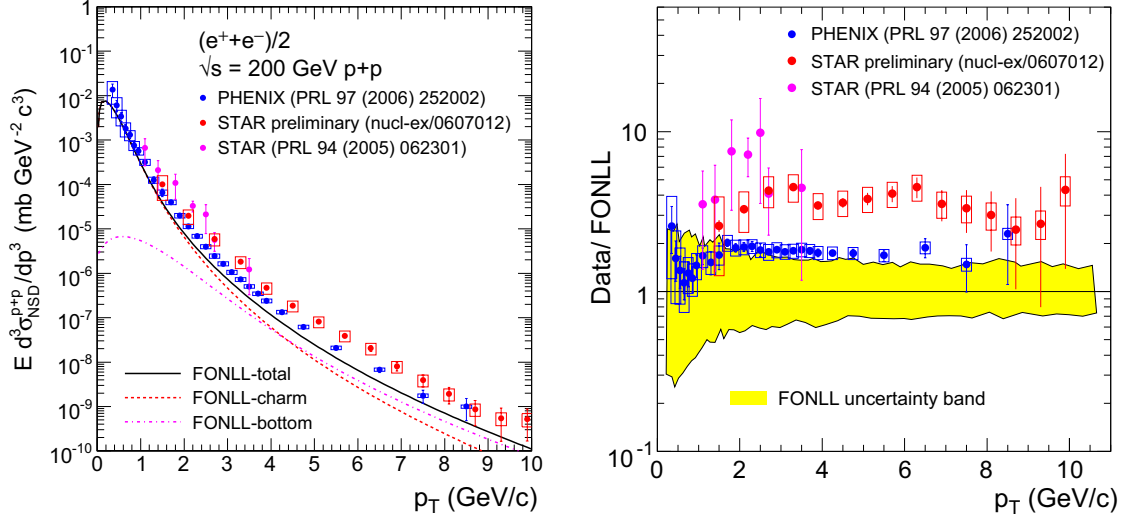 (e⁺+e⁻)/2
√s = 200 GeV p+p
PHENIX (PRL 97 (2006) 252002)
STAR preliminary (nucl-ex/0607012)
STAR (PRL 94 (2005) 062301)
FONLL-total
FONLL-charm
FONLL-bottom
E d³σ_NSD^p+p/dp³ (mb GeV⁻² c³)
1
10⁻¹
10⁻²
10⁻³
10⁻⁴
10⁻⁵
10⁻⁶
10⁻⁷
10⁻⁸
10⁻⁹
10⁻¹⁰
0 1 2 3 4 5 6 7 8 9 10
p_T (GeV/c)
PHENIX (PRL 97 (2006) 252002)
STAR preliminary (nucl-ex/0607012)
STAR (PRL 94 (2005) 062301)
FONLL uncertainty band
Data/ FONLL
10
1
10⁻¹
0 2 4 6 8 10
p_T (GeV/c)